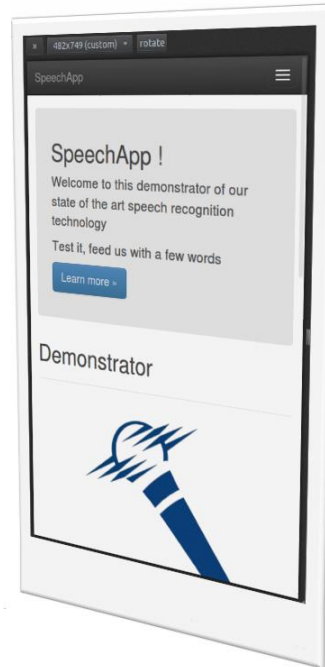 × 482x749 (custom) ▾ rotate
SpeechApp
SpeechApp !
Welcome to this demonstrator of our
state of the art speech recognition
technology
Test it, feed us with a few words
Learn more »
Demonstrator